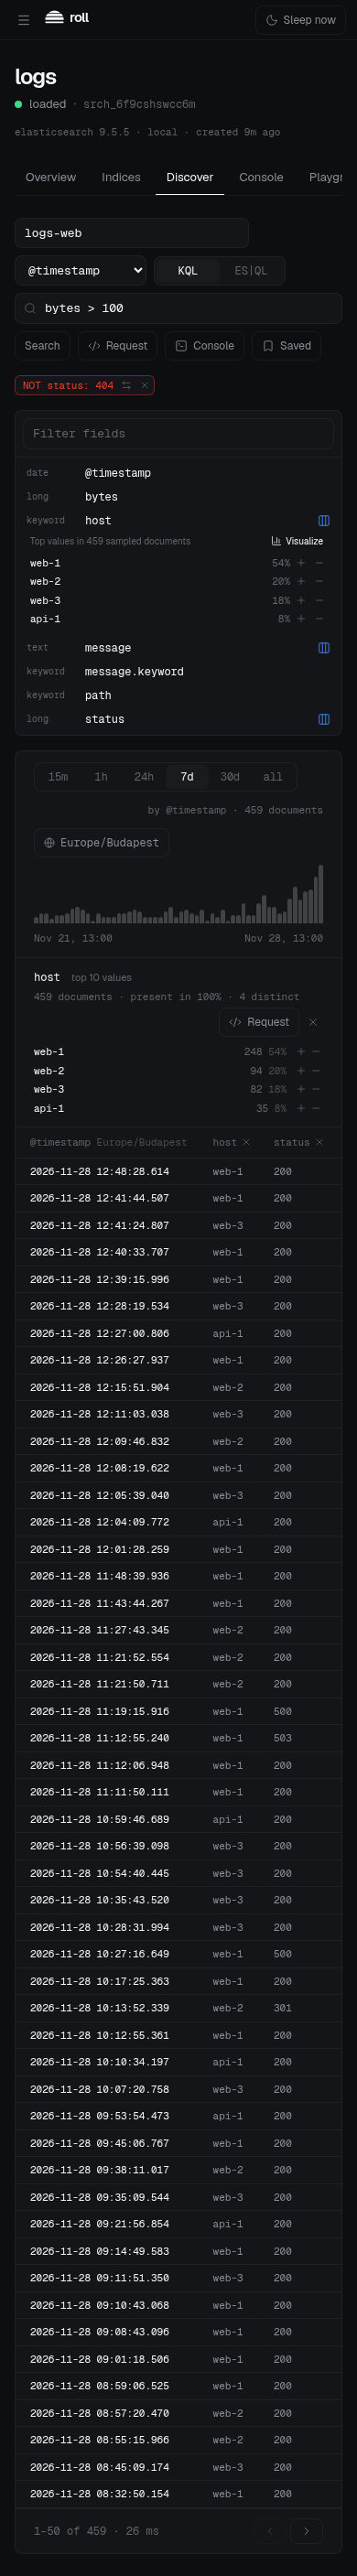 roll
Sleep now
logs
loaded · srch_6f9cshswcc6m
elasticsearch 9.5.5 · local · created 9m ago
Overview Indices Discover Console Playgr
logs-web
@timestamp KQL ES|QL
bytes > 100
Search Request Console Saved
NOT status: 404
Filter fields
date @timestamp
long bytes
keyword host
Top values in 459 sampled documents Visualize
web-1 54%
web-2 20%
web-3 18%
api-1 8%
text message
keyword message.keyword
keyword path
long status
15m 1h 24h 7d 30d all
by @timestamp · 459 documents
Europe/Budapest
Nov 21, 13:00 Nov 28, 13:00
host top 10 values
459 documents · present in 100% · 4 distinct
Request
web-1 248 54%
web-2 94 20%
web-3 82 18%
api-1 35 8%
@timestamp Europe/Budapest host status
2026-11-28 12:48:28.614 web-1 200
2026-11-28 12:41:44.507 web-1 200
2026-11-28 12:41:24.807 web-3 200
2026-11-28 12:40:33.707 web-1 200
2026-11-28 12:39:15.996 web-1 200
2026-11-28 12:28:19.534 web-3 200
2026-11-28 12:27:00.806 api-1 200
2026-11-28 12:26:27.937 web-1 200
2026-11-28 12:15:51.904 web-2 200
2026-11-28 12:11:03.038 web-3 200
2026-11-28 12:09:46.832 web-2 200
2026-11-28 12:08:19.622 web-1 200
2026-11-28 12:05:39.040 web-3 200
2026-11-28 12:04:09.772 api-1 200
2026-11-28 12:01:28.259 web-1 200
2026-11-28 11:48:39.936 web-1 200
2026-11-28 11:43:44.267 web-1 200
2026-11-28 11:27:43.345 web-2 200
2026-11-28 11:21:52.554 web-2 200
2026-11-28 11:21:50.711 web-2 200
2026-11-28 11:19:15.916 web-1 500
2026-11-28 11:12:55.240 web-1 503
2026-11-28 11:12:06.948 web-1 200
2026-11-28 11:11:50.111 web-1 200
2026-11-28 10:59:46.689 api-1 200
2026-11-28 10:56:39.098 web-3 200
2026-11-28 10:54:40.445 web-3 200
2026-11-28 10:35:43.520 web-3 200
2026-11-28 10:28:31.994 web-3 200
2026-11-28 10:27:16.649 web-1 500
2026-11-28 10:17:25.363 web-1 200
2026-11-28 10:13:52.339 web-2 301
2026-11-28 10:12:55.361 web-1 200
2026-11-28 10:10:34.197 api-1 200
2026-11-28 10:07:20.758 web-3 200
2026-11-28 09:53:54.473 api-1 200
2026-11-28 09:45:06.767 web-1 200
2026-11-28 09:38:11.017 web-2 200
2026-11-28 09:35:09.544 web-3 200
2026-11-28 09:21:56.854 api-1 200
2026-11-28 09:14:49.583 web-1 200
2026-11-28 09:11:51.350 web-3 200
2026-11-28 09:10:43.068 web-1 200
2026-11-28 09:08:43.096 web-1 200
2026-11-28 09:01:18.506 web-1 200
2026-11-28 08:59:06.525 web-1 200
2026-11-28 08:57:20.470 web-2 200
2026-11-28 08:55:15.966 web-2 200
2026-11-28 08:45:09.174 web-3 200
2026-11-28 08:32:50.154 web-1 200
1–50 of 459 · 26 ms